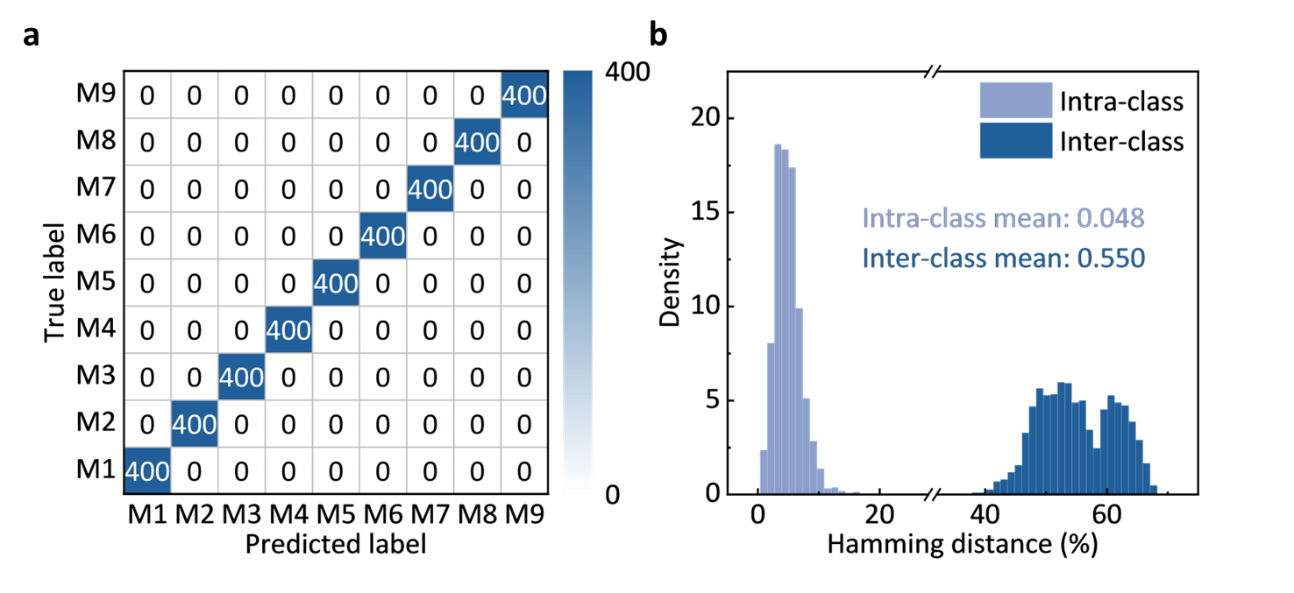 a
400
M9 0 0 0 0 0 0 0 0 400
M8 0 0 0 0 0 0 0 400 0
M7 0 0 0 0 0 0 400 0 0
M6 0 0 0 0 0 400 0 0 0
M5 0 0 0 0 400 0 0 0 0
M4 0 0 0 400 0 0 0 0 0
M3 0 0 400 0 0 0 0 0 0
M2 0 400 0 0 0 0 0 0 0
M1 400 0 0 0 0 0 0 0 0
0
True label
M1 M2 M3 M4 M5 M6 M7 M8 M9
Predicted label
b
Intra-class
Inter-class
Intra-class mean: 0.048
Inter-class mean: 0.550
Density
20
15
10
5
0
0 20 40 60
Hamming distance (%)